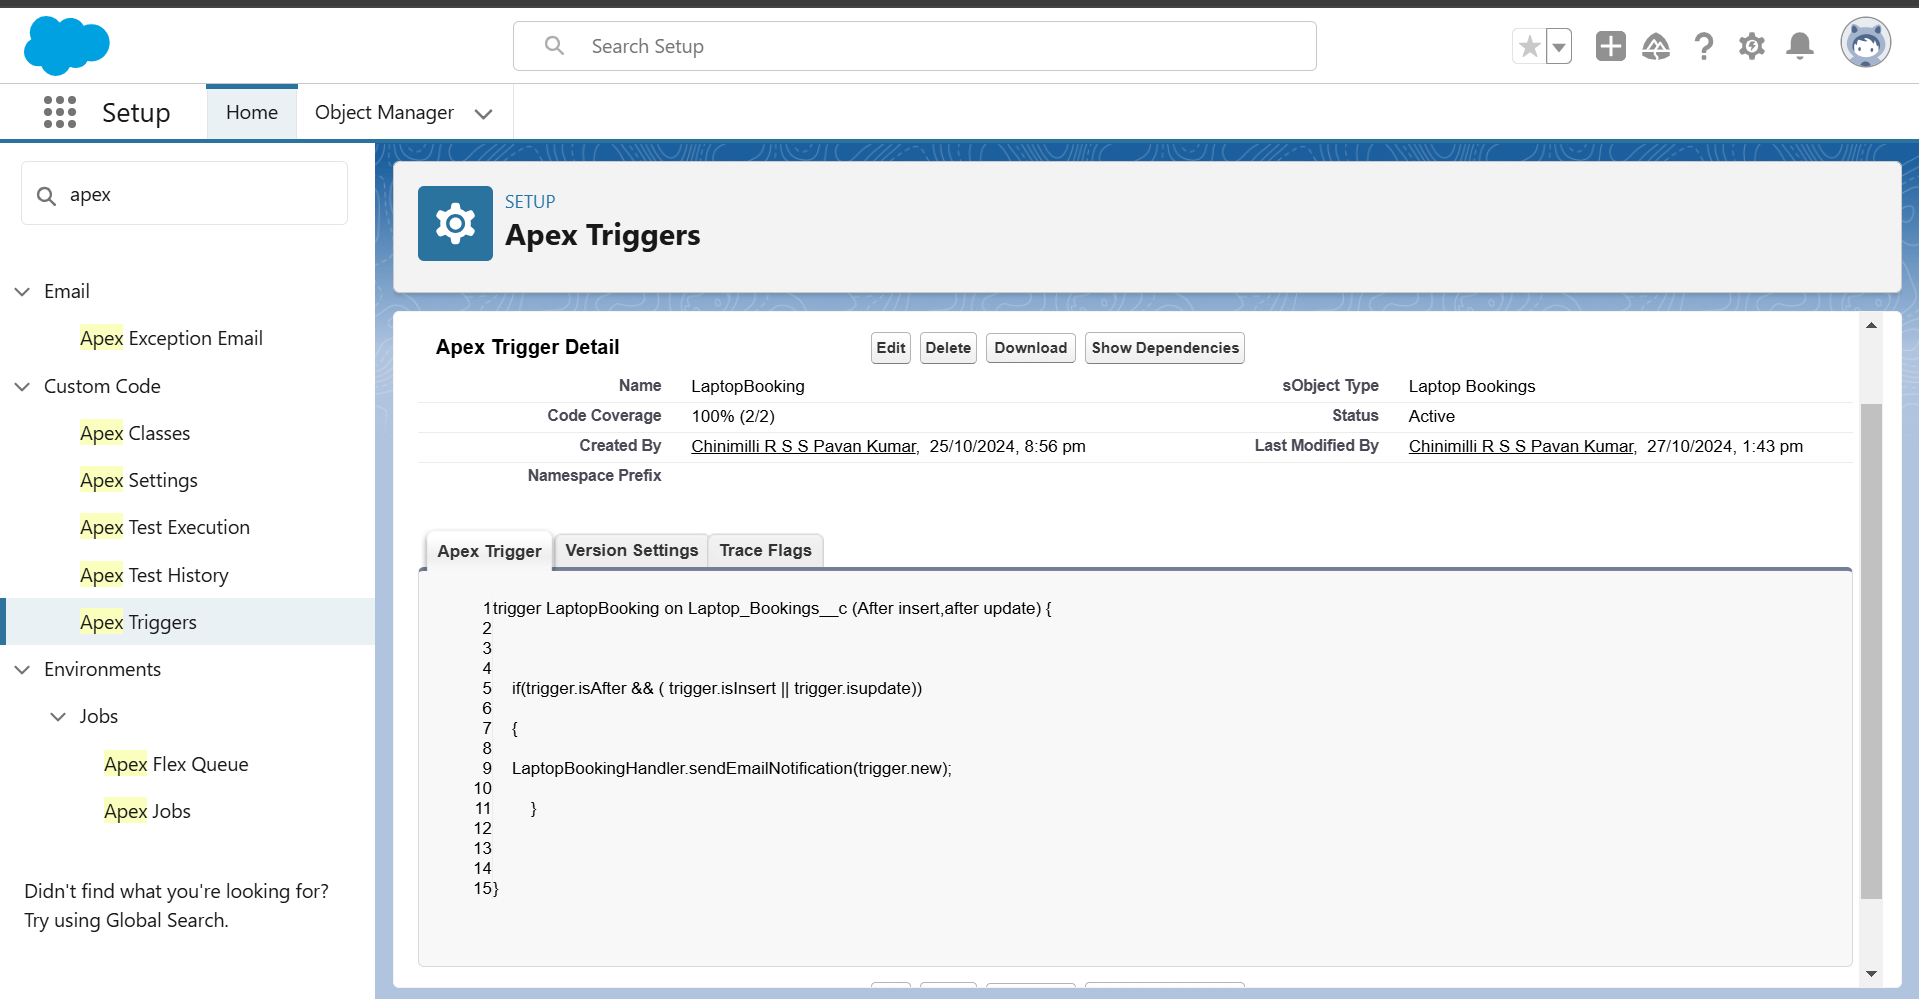 Search Setup
Setup
Home
Object Manager
apex
Email
Apex Exception Email
Custom Code
Apex Classes
Apex Settings
Apex Test Execution
Apex Test History
Apex Triggers
Environments
Jobs
Apex Flex Queue
Apex Jobs
Didn't find what you're looking for?
Try using Global Search.
SETUP
Apex Triggers
Apex Trigger Detail
Edit Delete Download Show Dependencies
Name LaptopBooking sObject Type Laptop Bookings
Code Coverage 100% (2/2) Status Active
Created By Chinimilli R S S Pavan Kumar, 25/10/2024, 8:56 pm Last Modified By Chinimilli R S S Pavan Kumar, 27/10/2024, 1:43 pm
Namespace Prefix
Apex Trigger Version Settings Trace Flags
1trigger LaptopBooking on Laptop_Bookings__c (After insert,after update) {
2
3
4
5 if(trigger.isAfter && ( trigger.isInsert || trigger.isupdate))
6
7 {
8
9 LaptopBookingHandler.sendEmailNotification(trigger.new);
10
11 }
12
13
14
15}